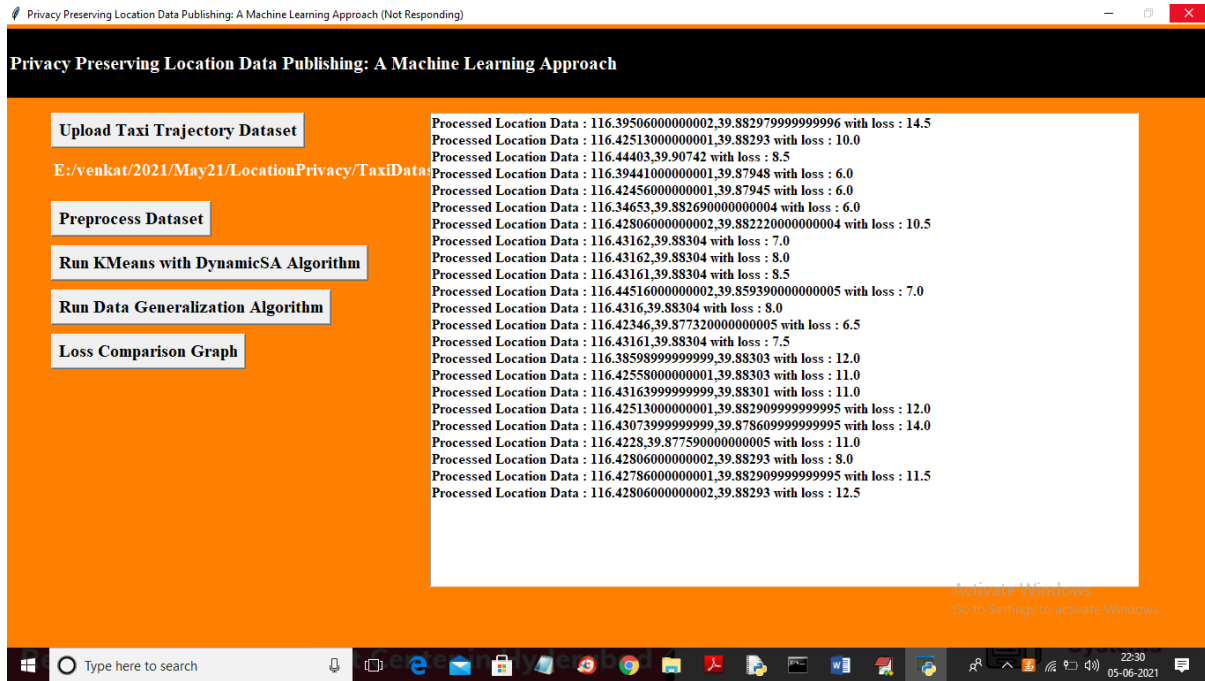 Privacy Preserving Location Data Publishing: A Machine Learning Approach (Not Responding)
Privacy Preserving Location Data Publishing: A Machine Learning Approach
Upload Taxi Trajectory Dataset
E:/venkat/2021/May21/LocationPrivacy/TaxiData
Preprocess Dataset
Run KMeans with DynamicSA Algorithm
Run Data Generalization Algorithm
Loss Comparison Graph
Processed Location Data : 116.39506000000002,39.882979999999996 with loss : 14.5
Processed Location Data : 116.42513000000001,39.88293 with loss : 10.0
Processed Location Data : 116.44403,39.90742 with loss : 8.5
Processed Location Data : 116.39441000000001,39.87948 with loss : 6.0
Processed Location Data : 116.42456000000001,39.87945 with loss : 6.0
Processed Location Data : 116.34653,39.882690000000004 with loss : 6.0
Processed Location Data : 116.42806000000002,39.882220000000004 with loss : 10.5
Processed Location Data : 116.43162,39.88304 with loss : 7.0
Processed Location Data : 116.43162,39.88304 with loss : 8.0
Processed Location Data : 116.43161,39.88304 with loss : 8.5
Processed Location Data : 116.44516000000002,39.859390000000005 with loss : 7.0
Processed Location Data : 116.4316,39.88304 with loss : 8.0
Processed Location Data : 116.42346,39.877320000000005 with loss : 6.5
Processed Location Data : 116.43161,39.88304 with loss : 7.5
Processed Location Data : 116.38598999999999,39.88303 with loss : 12.0
Processed Location Data : 116.42558000000001,39.88303 with loss : 11.0
Processed Location Data : 116.43163999999999,39.88301 with loss : 11.0
Processed Location Data : 116.42513000000001,39.882909999999995 with loss : 12.0
Processed Location Data : 116.43073999999999,39.878609999999995 with loss : 14.0
Processed Location Data : 116.4228,39.877590000000005 with loss : 11.0
Processed Location Data : 116.42806000000002,39.88293 with loss : 8.0
Processed Location Data : 116.42786000000001,39.882909999999995 with loss : 11.5
Processed Location Data : 116.42806000000002,39.88293 with loss : 12.5
Activate Windows
Go to Settings to activate Windows.
Systems
Type here to search
22:30
05-06-2021